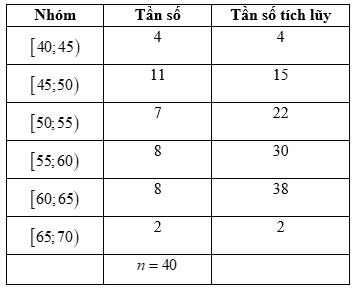 Nhóm Tần số Tần số tích lũy
[40;45) 4 4
[45;50) 11 15
[50;55) 7 22
[55;60) 8 30
[60;65) 8 38
[65;70) 2 2
n = 40